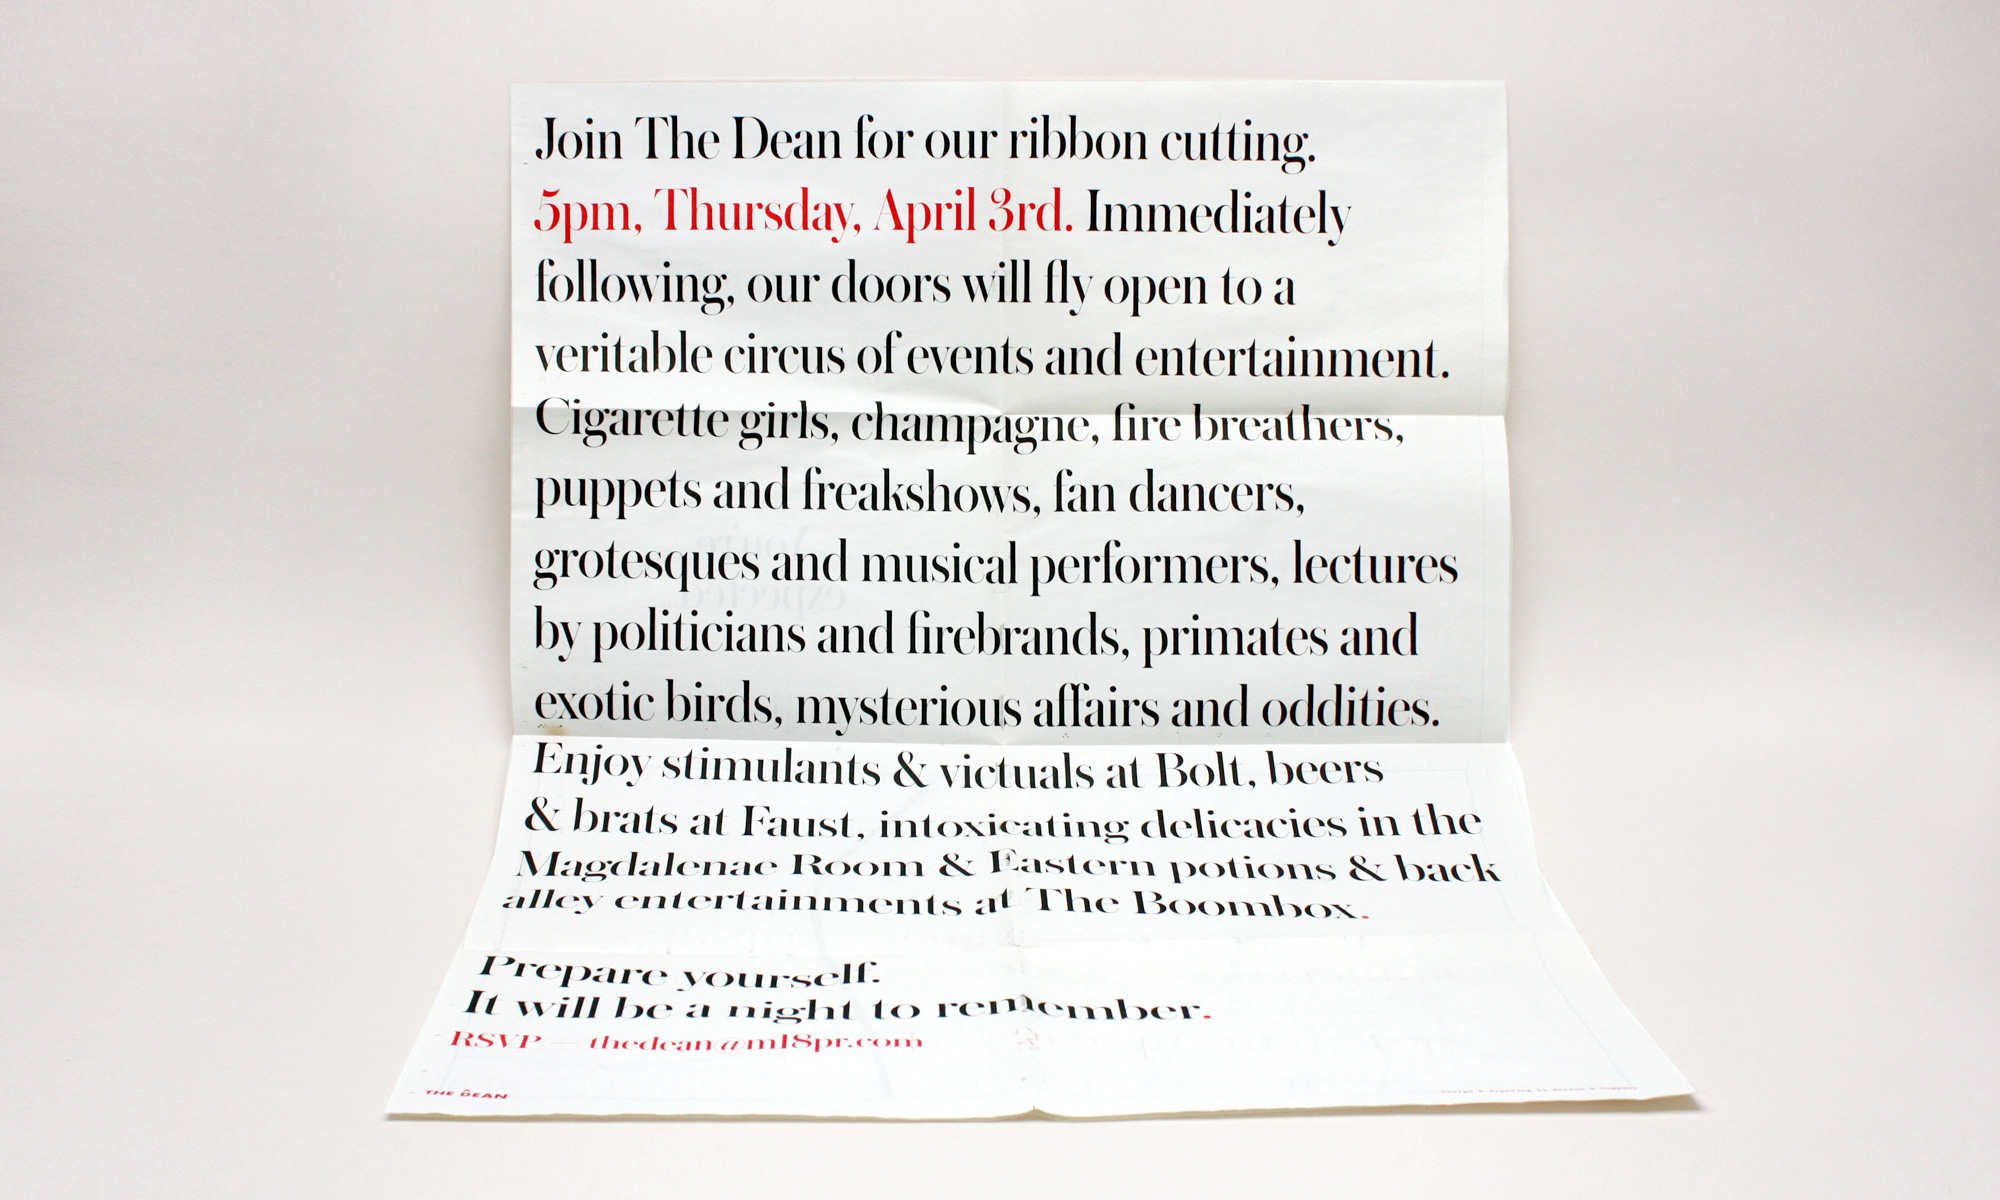 Join The Dean for our ribbon cutting.
5pm, Thursday, April 3rd. Immediately
following, our doors will fly open to a
veritable circus of events and entertainment.
Cigarette girls, champagne, fire breathers,
puppets and freakshows, fan dancers,
grotesques and musical performers, lectures
by politicians and firebrands, primates and
exotic birds, mysterious affairs and oddities.
Enjoy stimulants & victuals at Bolt, beers
& brats at Faust, intoxicating delicacies in the
Magdalenae Room & Eastern potions & back
alley entertainments at The Boombox.
Prepare yourself.
It will be a night to remember.
RSVP — thedean@m18pr.com
THE DEAN